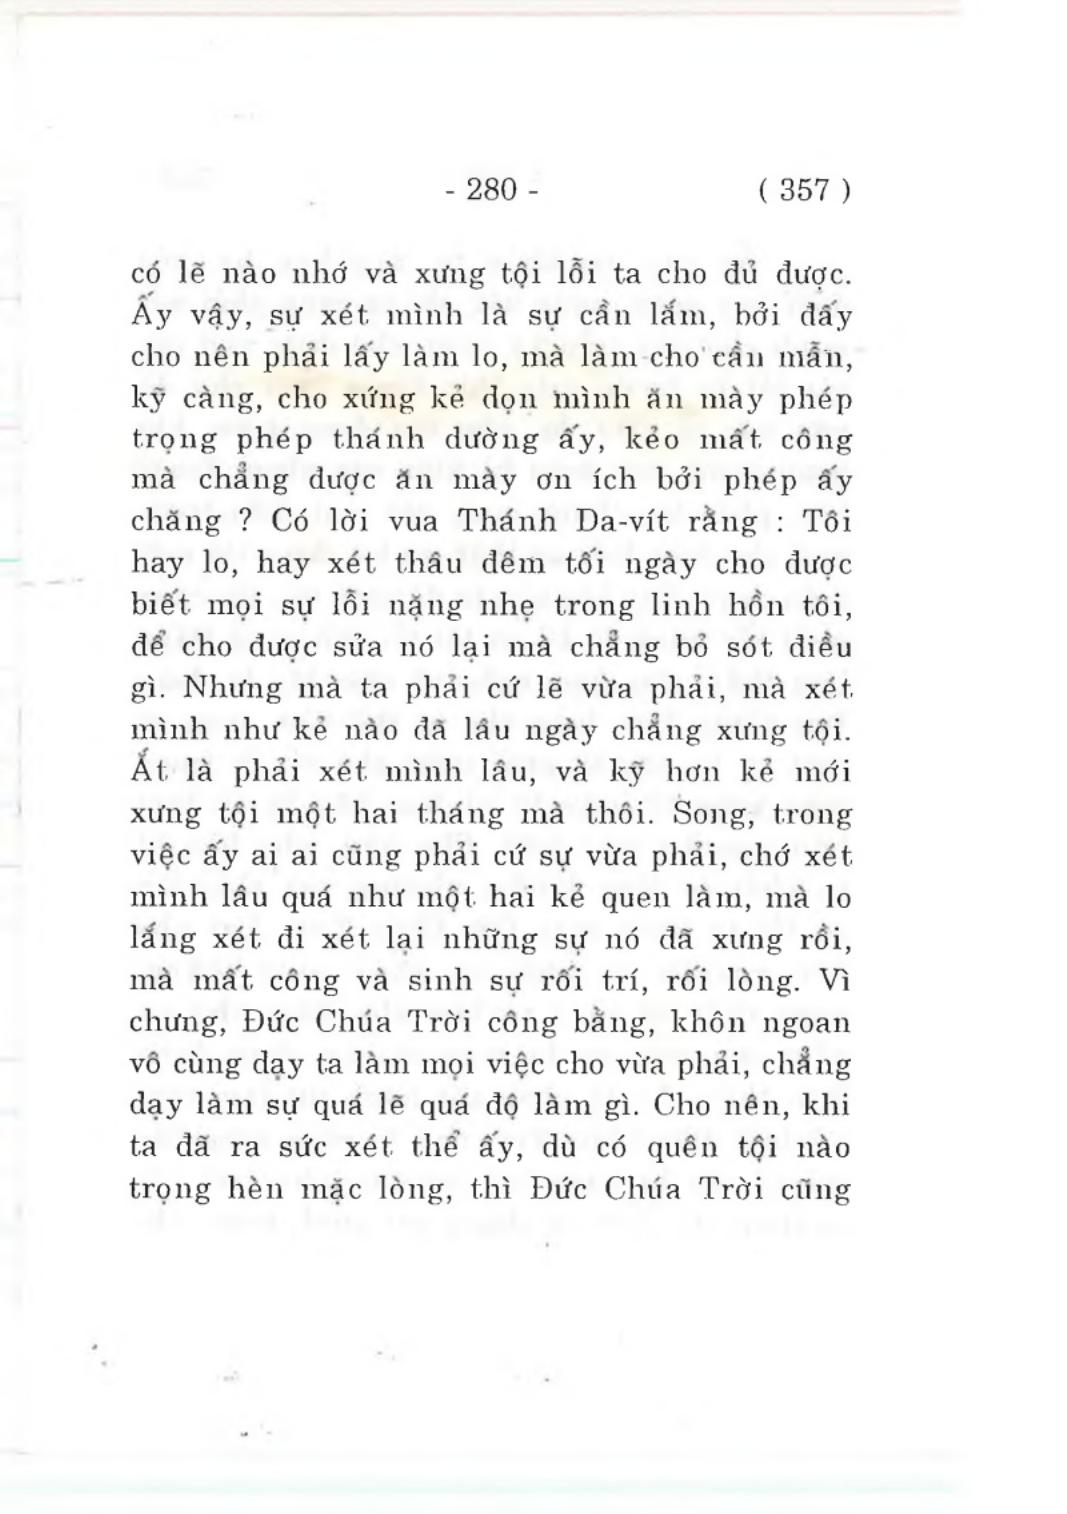 - 280 - ( 357 )
có lẽ nào nhớ và xưng tội lỗi ta cho đủ được.
Ấy vậy, sự xét mình là sự cần lắm, bởi đấy
cho nên phải lấy làm lo, mà làm cho cần mẫn,
kỹ càng, cho xứng kẻ dọn mình ăn mày phép
trọng phép thánh dường ấy, kẻo mất công
mà chẳng được ăn mày ơn ích bởi phép ấy
chăng ? Có lời vua Thánh Da-vít rằng : Tôi
hay lo, hay xét thâu đêm tối ngày cho được
biết mọi sự lỗi nặng nhẹ trong linh hồn tôi,
để cho được sửa nó lại mà chẳng bỏ sót điều
gì. Nhưng mà ta phải cứ lẽ vừa phải, mà xét
mình như kẻ nào đã lâu ngày chẳng xưng tội.
Ắt là phải xét mình lâu, và kỹ hơn kẻ mới
xưng tội một hai tháng mà thôi. Song, trong
việc ấy ai ai cũng phải cứ sự vừa phải, chớ xét
mình lâu quá như một hai kẻ quen làm, mà lo
lắng xét đi xét lại những sự nó đã xưng rồi,
mà mất công và sinh sự rối trí, rối lòng. Vì
chưng, Đức Chúa Trời công bằng, khôn ngoan
vô cùng dạy ta làm mọi việc cho vừa phải, chẳng
dạy làm sự quá lẽ quá độ làm gì. Cho nên, khi
ta đã ra sức xét thể ấy, dù có quên tội nào
trọng hèn mặc lòng, thì Đức Chúa Trời cũng